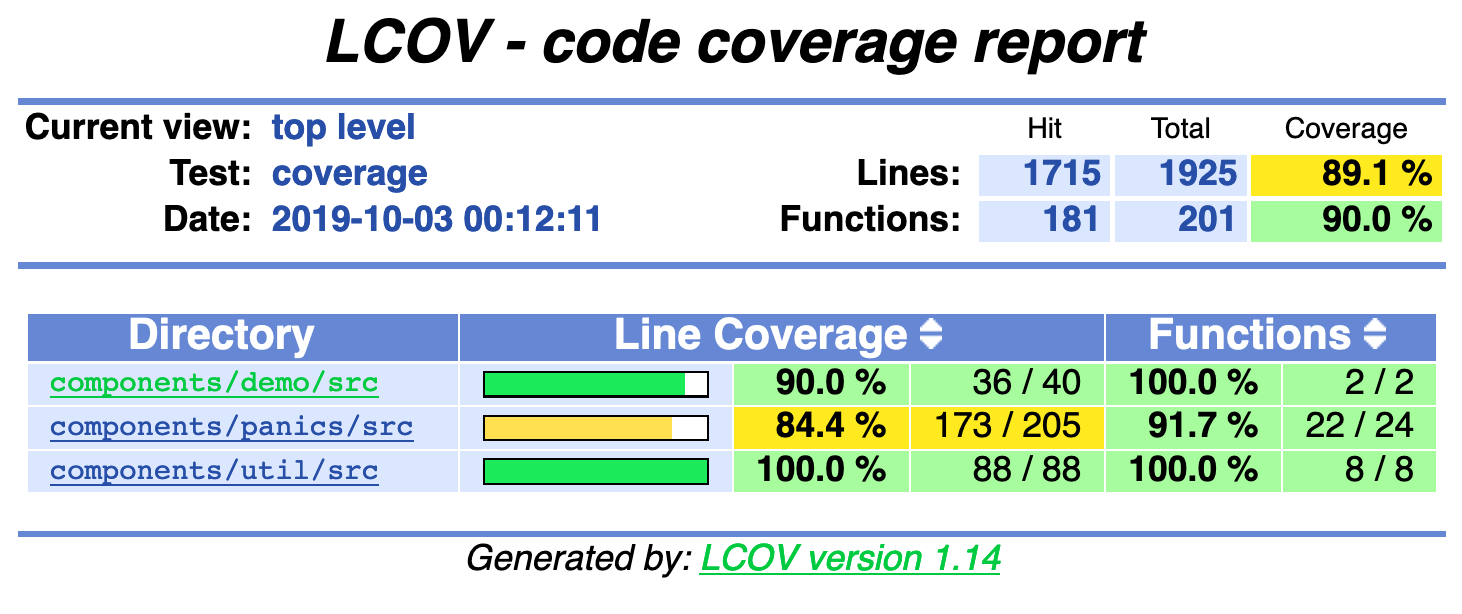 LCOV - code coverage report
Current view: top level Hit Total Coverage
Test: coverage Lines: 1715 1925 89.1 %
Date: 2019-10-03 00:12:11 Functions: 181 201 90.0 %
Directory Line Coverage Functions
components/demo/src 90.0 % 36 / 40 100.0 % 2 / 2
components/panics/src 84.4 % 173 / 205 91.7 % 22 / 24
components/util/src 100.0 % 88 / 88 100.0 % 8 / 8
Generated by: LCOV version 1.14